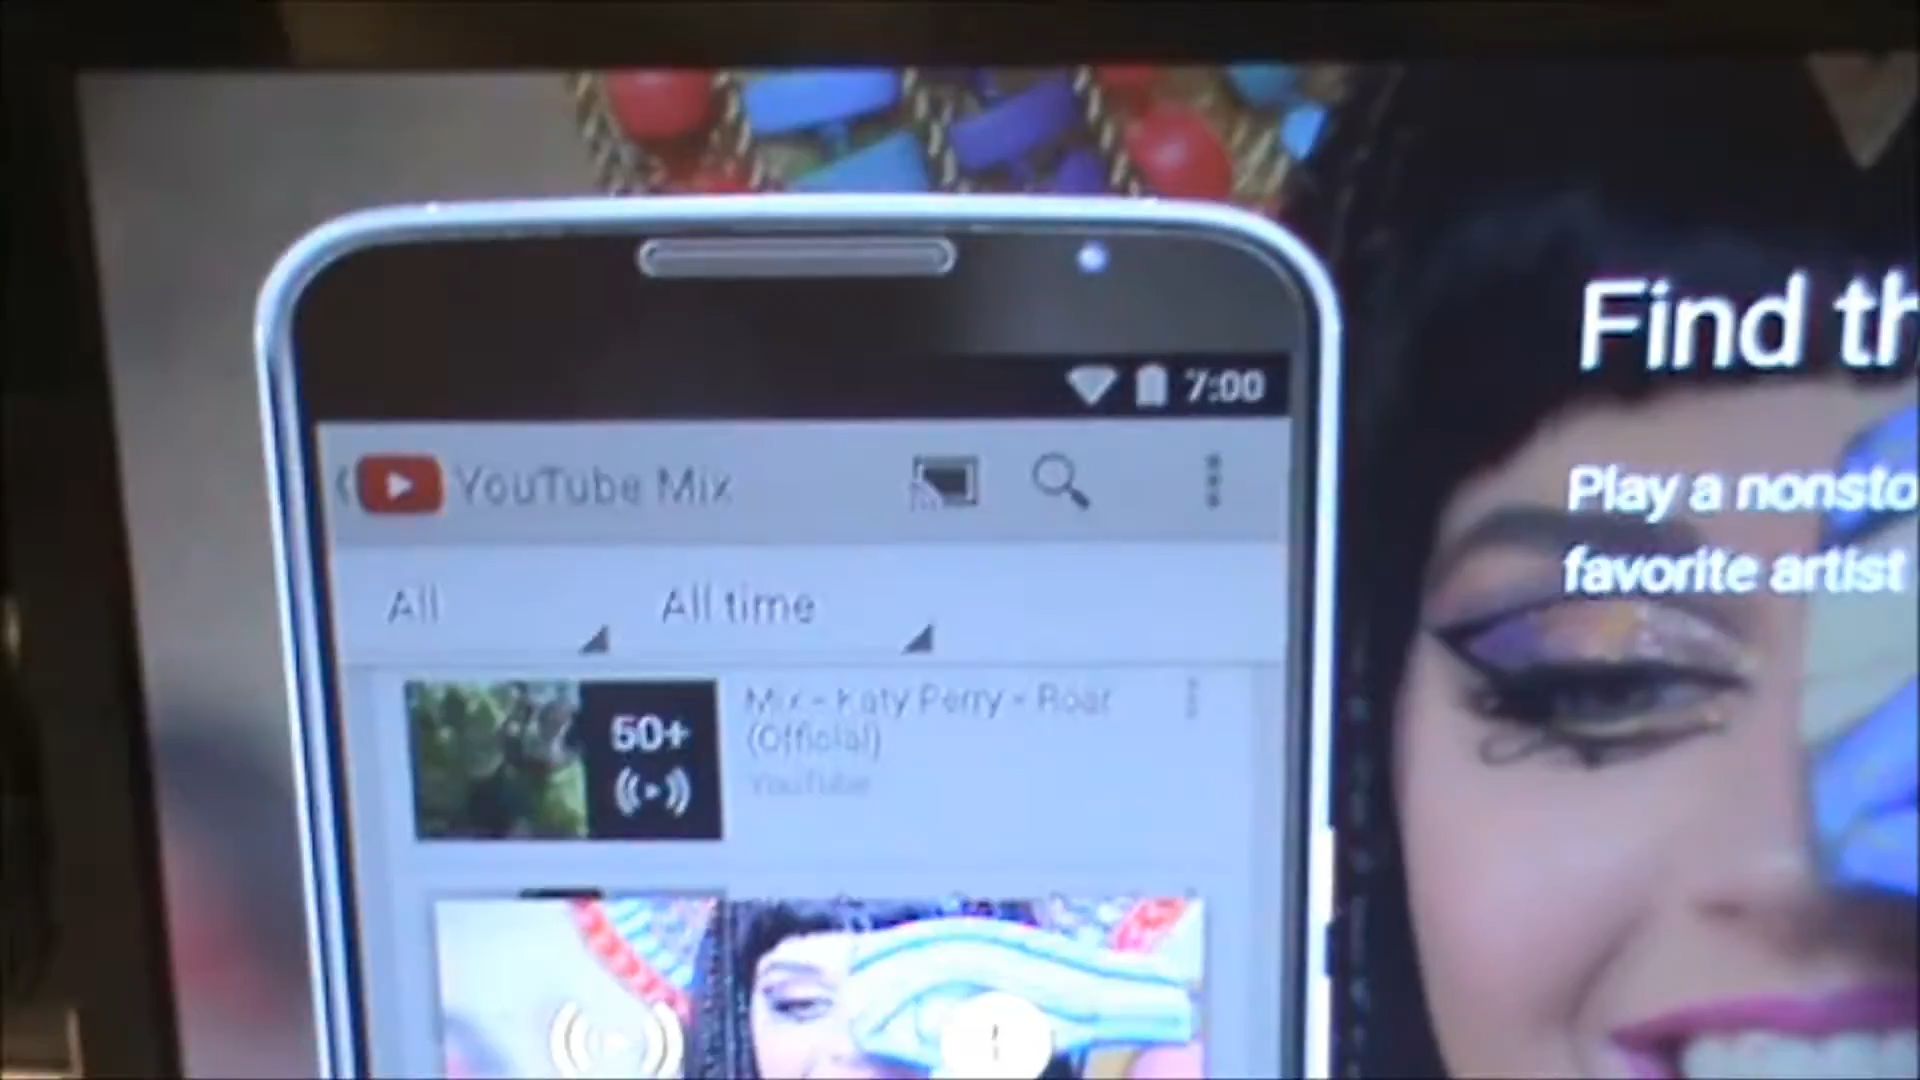 7:00
YouTube Mix
All
All time
50+
Mix - Katy Perry - Roar
(Official)
YouTube
Find th
Play a nonsto
favorite artist